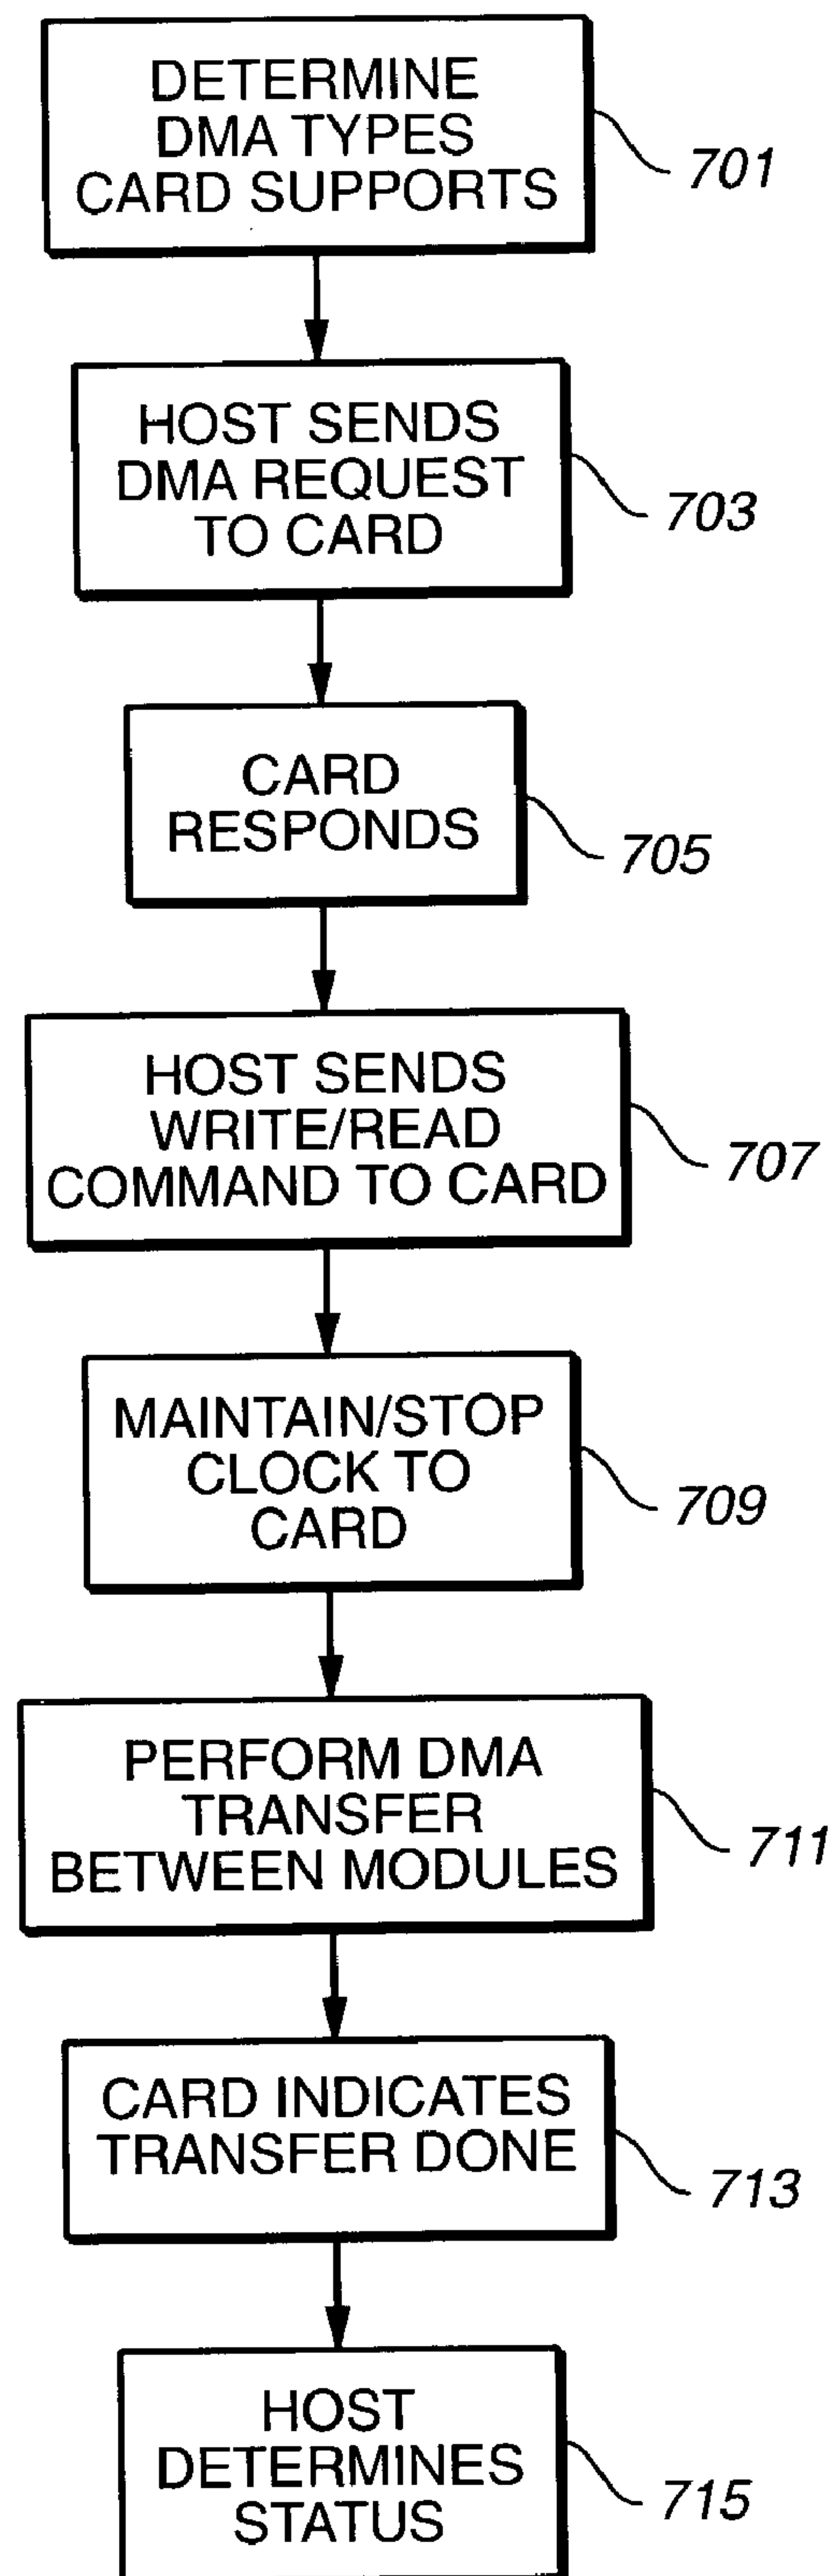 DETERMINE
DMA TYPES
CARD SUPPORTS
701
HOST SENDS
DMA REQUEST
TO CARD
703
CARD
RESPONDS
705
HOST SENDS
WRITE/READ
COMMAND TO CARD
707
MAINTAIN/STOP
CLOCK TO
CARD
709
PERFORM DMA
TRANSFER
BETWEEN MODULES
711
CARD INDICATES
TRANSFER DONE
713
HOST
DETERMINES
STATUS
715